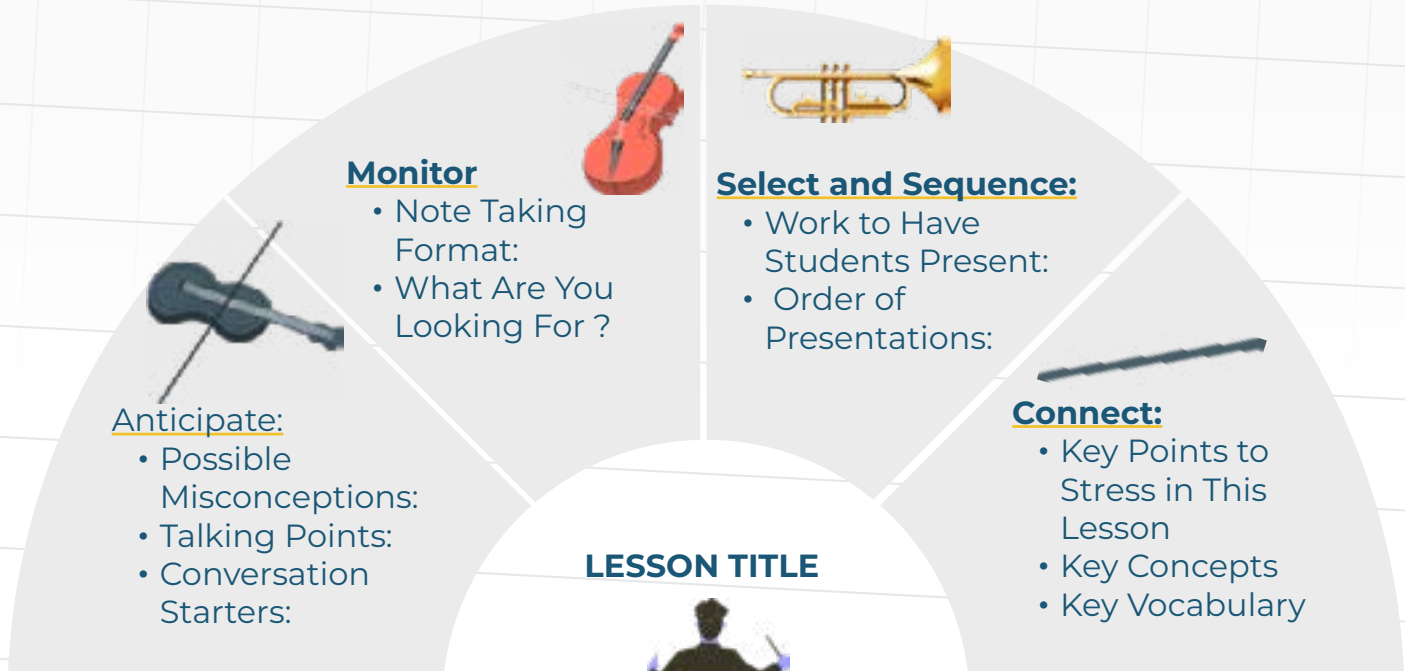 Anticipate:
• Possible
Misconceptions:
• Talking Points:
• Conversation
Starters:
Monitor
• Note Taking
Format:
• What Are You
Looking For ?
Select and Sequence:
• Work to Have
Students Present:
• Order of
Presentations:
Connect:
• Key Points to
Stress in This
Lesson
• Key Concepts
• Key Vocabulary
LESSON TITLE